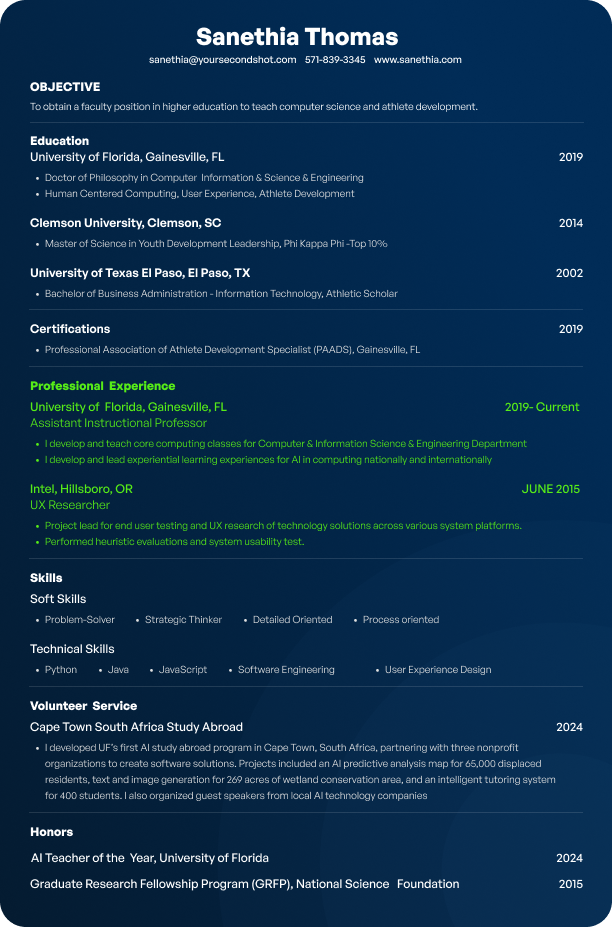 Sanethia Thomas
sanethia@yoursecondshot.com 571-839-3345 www.sanethia.com
OBJECTIVE
To obtain a faculty position in higher education to teach computer science and athlete development.
Education
University of Florida, Gainesville, FL 2019
• Doctor of Philosophy in Computer Information & Science & Engineering
• Human Centered Computing, User Experience, Athlete Development
Clemson University, Clemson, SC 2014
• Master of Science in Youth Development Leadership, Phi Kappa Phi -Top 10%
University of Texas El Paso, El Paso, TX 2002
• Bachelor of Business Administration - Information Technology, Athletic Scholar
Certifications 2019
• Professional Association of Athlete Development Specialist (PAADS), Gainesville, FL
Professional Experience
University of Florida, Gainesville, FL 2019- Current
Assistant Instructional Professor
• I develop and teach core computing classes for Computer & Information Science & Engineering Department
• I develop and lead experiential learning experiences for AI in computing nationally and internationally
Intel, Hillsboro, OR JUNE 2015
UX Researcher
• Project lead for end user testing and UX research of technology solutions across various system platforms.
• Performed heuristic evaluations and system usability test.
Skills
Soft Skills
• Problem-Solver • Strategic Thinker • Detailed Oriented • Process oriented
Technical Skills
• Python • Java • JavaScript • Software Engineering • User Experience Design
Volunteer Service
Cape Town South Africa Study Abroad 2024
• I developed UF's first AI study abroad program in Cape Town, South Africa, partnering with three nonprofit
organizations to create software solutions. Projects included an AI predictive analysis map for 65,000 displaced
residents, text and image generation for 269 acres of wetland conservation area, and an intelligent tutoring system
for 400 students. I also organized guest speakers from local AI technology companies
Honors
AI Teacher of the Year, University of Florida 2024
Graduate Research Fellowship Program (GRFP), National Science Foundation 2015